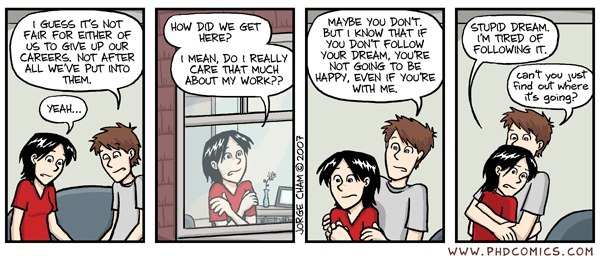 I GUESS IT'S NOT
FAIR FOR EITHER OF
US TO GIVE UP OUR
CAREERS. NOT AFTER
ALL WE'VE PUT INTO
THEM.
YEAH...
HOW DID WE GET
HERE?
I MEAN, DO I REALLY
CARE THAT MUCH
ABOUT MY WORK??
JORGE CHAM © 2007
MAYBE YOU DON'T.
BUT I KNOW THAT IF
YOU DON'T FOLLOW
YOUR DREAM, YOU'RE
NOT GOING TO BE
HAPPY, EVEN IF YOU'RE
WITH ME.
STUPID DREAM.
I'M TIRED OF
FOLLOWING IT.
can't you just
find out where
it's going?
WWW.PHDCOMICS.COM